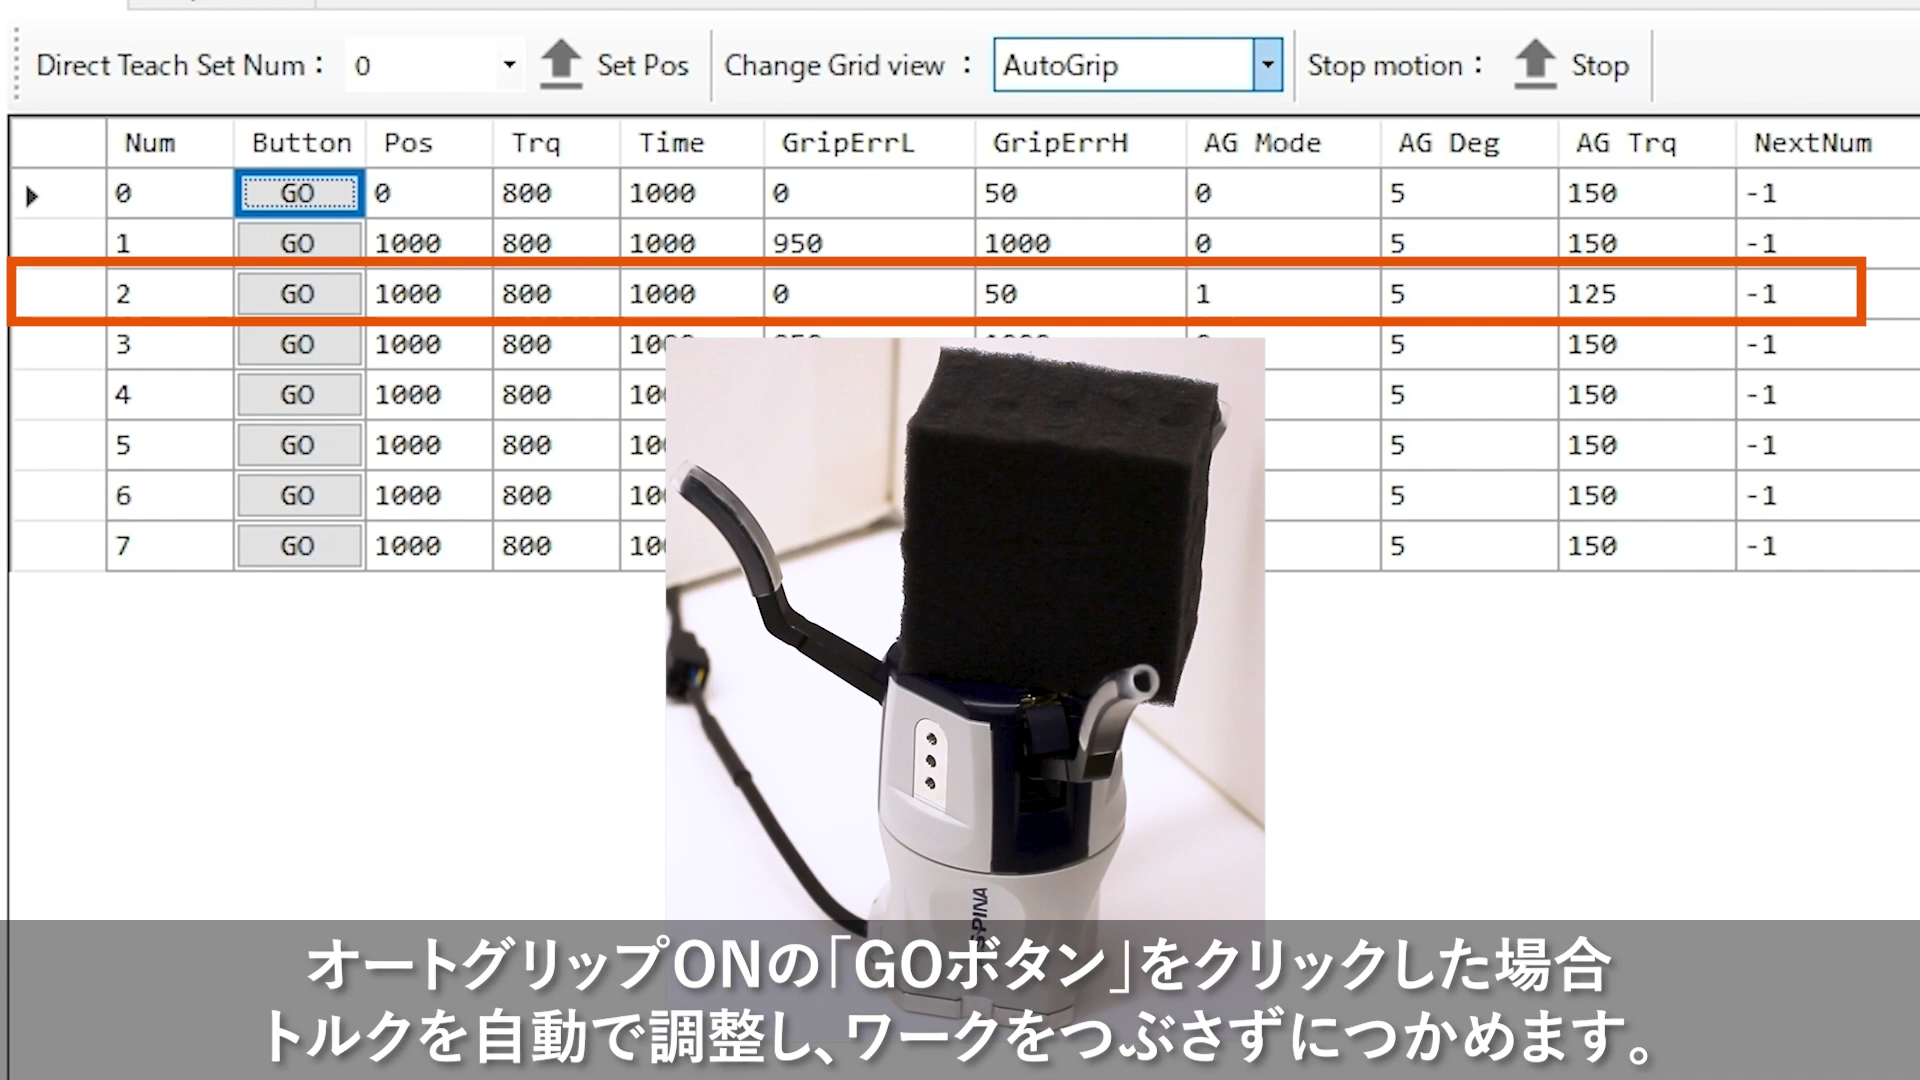 Direct Teach Set Num : 0 Set Pos Change Grid view : AutoGrip Stop motion : Stop
Num Button Pos Trq Time GripErrL GripErrH AG Mode AG Deg AG Trq NextNum
0 GO 0 800 1000 0 50 0 5 150 -1
1 GO 1000 800 1000 950 1000 0 5 150 -1
2 GO 1000 800 1000 0 50 1 5 125 -1
3 GO 1000 800 5 150 -1
4 GO 1000 800 5 150 -1
5 GO 1000 800 5 150 -1
6 GO 1000 800 5 150 -1
7 GO 1000 800 5 150 -1
オートグリップONの「GOボタン」をクリックした場合
トルクを自動で調整し、ワークをつぶさずにつかめます。